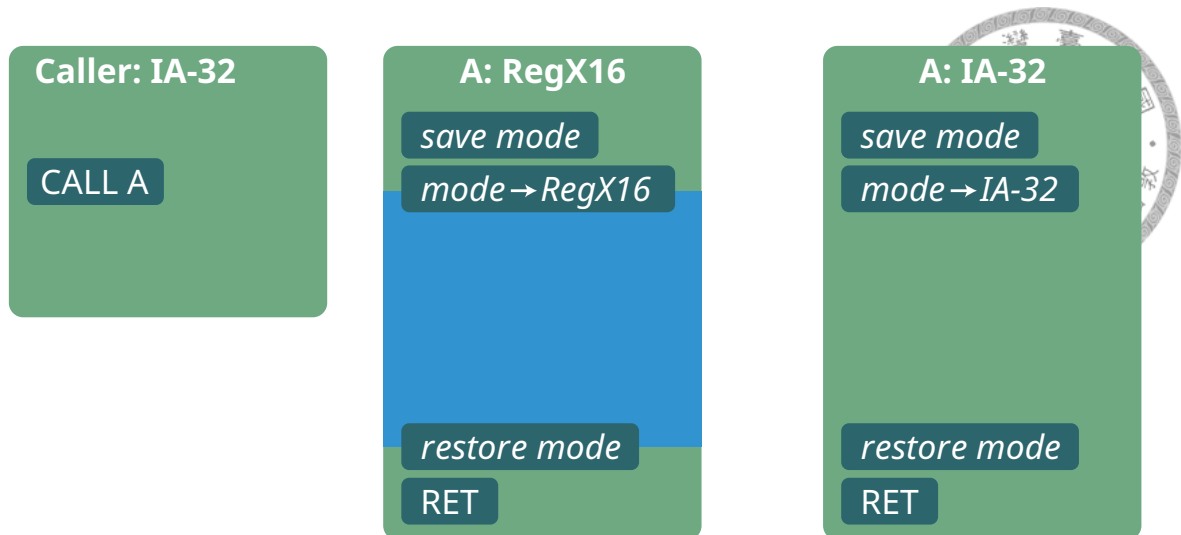 Caller: IA-32
CALL A
A: RegX16
save mode
mode→RegX16
restore mode
RET
A: IA-32
save mode
mode→IA-32
restore mode
RET